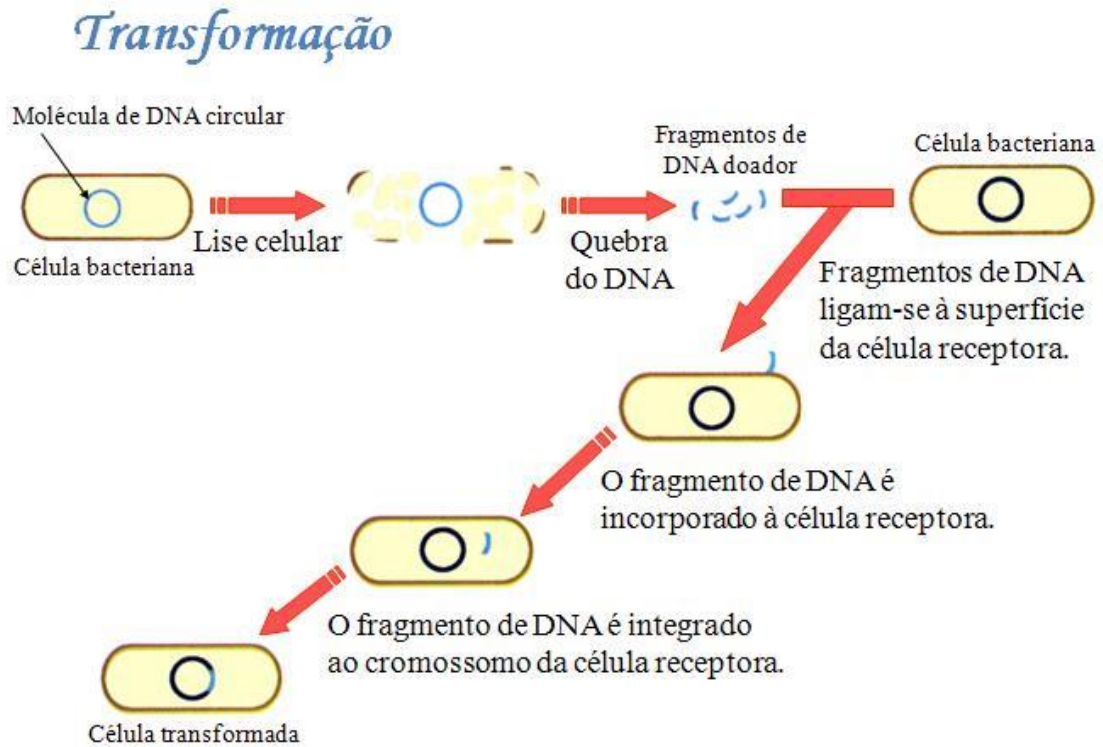 Transformação
Molécula de DNA circular
Célula bacteriana
Lise celular
Quebra
do DNA
Fragmentos de
DNA doador
Célula bacteriana
Fragmentos de DNA
ligam-se à superfície
da célula receptora.
O fragmento de DNA é
incorporado à célula receptora.
O fragmento de DNA é integrado
ao cromossomo da célula receptora.
Célula transformada